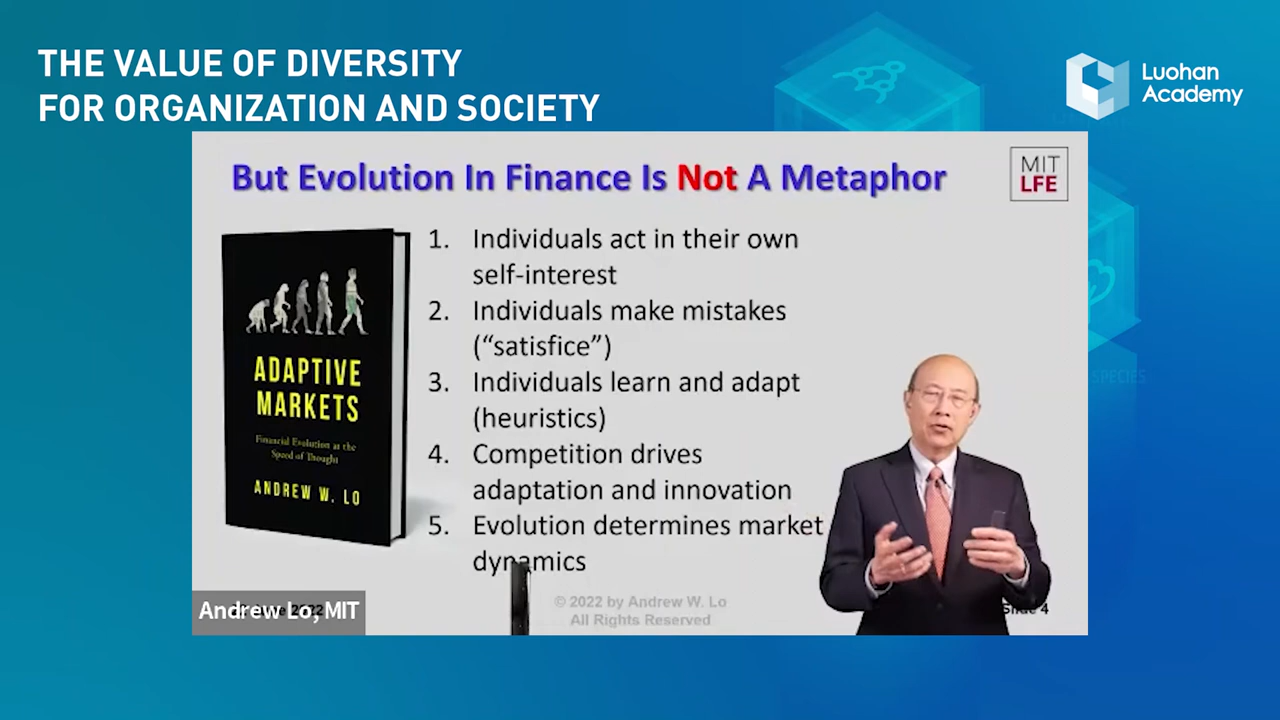 THE VALUE OF DIVERSITY
FOR ORGANIZATION AND SOCIETY
Luohan
Academy
But Evolution In Finance Is Not A Metaphor
MIT
LFE
1. Individuals act in their own
self-interest
2. Individuals make mistakes
(“satisfice”)
3. Individuals learn and adapt
(heuristics)
4. Competition drives
adaptation and innovation
5. Evolution determines market
dynamics
ADAPTIVE
MARKETS
Financial Evolution at the
Speed of Thought
ANDREW W. LO
SPECIES
Andrew Lo, MIT
© 2022 by Andrew W. Lo
All Rights Reserved
Slide 4